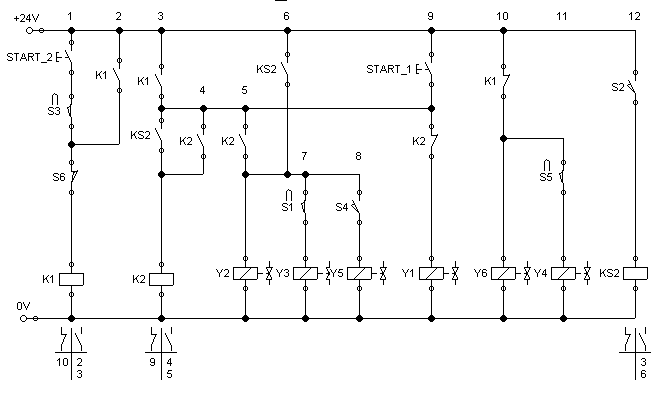 1 2 3 6 9 10 11 12
+24V
START_2 K1 K1 KS2 START_1 K1 S2
S3 4 5
KS2 K2 K2 K2
7 8
S6 S1 S4 S5
K1 K2 Y2 Y3 Y5 Y1 Y6 Y4 KS2
0V
10 2 9 4 3
3 5 6